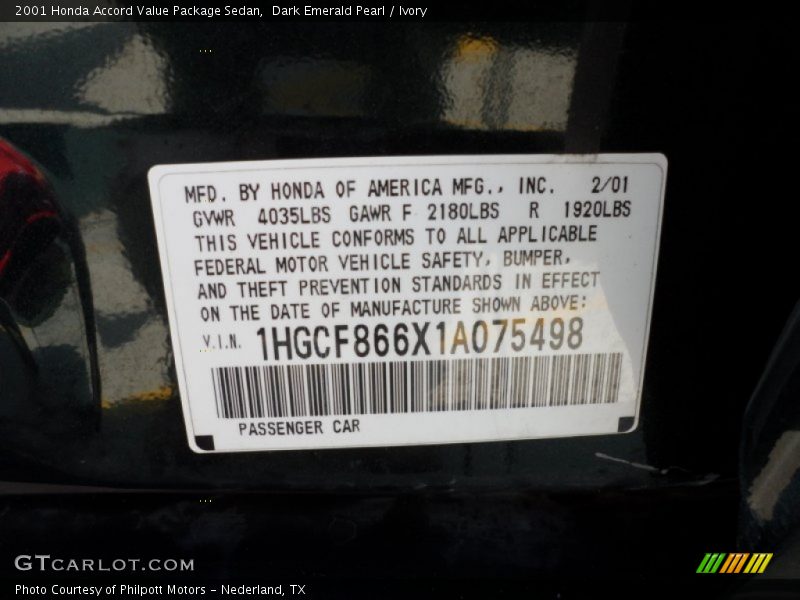 2001 Honda Accord Value Package Sedan,  Dark Emerald Pearl / Ivory
MFD. BY HONDA OF AMERICA MFG., INC. 2/01
GVWR 4035LBS GAWR F 2180LBS R 1920LBS
THIS VEHICLE CONFORMS TO ALL APPLICABLE
FEDERAL MOTOR VEHICLE SAFETY, BUMPER,
AND THEFT PREVENTION STANDARDS IN EFFECT
ON THE DATE OF MANUFACTURE SHOWN ABOVE:
V.I.N. 1HGCF866X1A075498
PASSENGER CAR
GTCARLOT.COM
Photo Courtesy of Philpott Motors - Nederland, TX